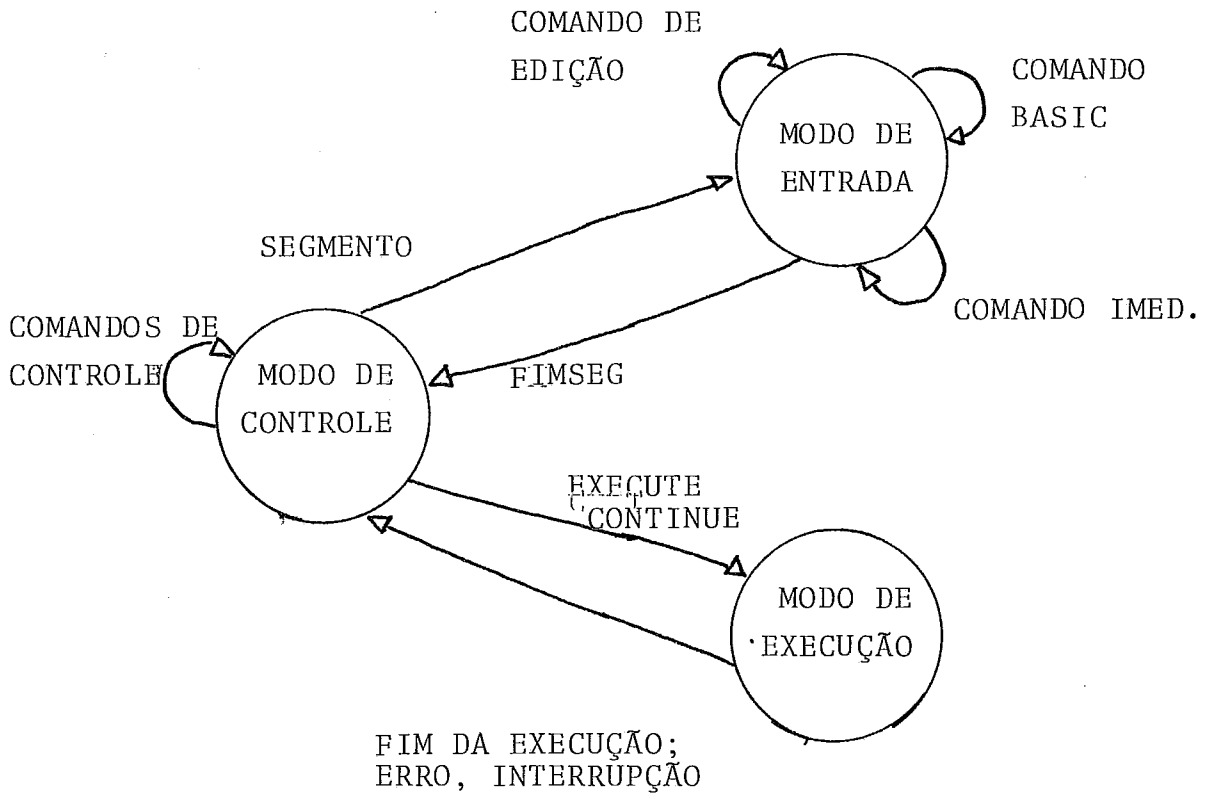 COMANDO DE
EDIÇÃO
COMANDO
BASIC
MODO DE
ENTRADA
SEGMENTO
COMANDO IMED.
COMANDOS DE
CONTROLE
MODO DE
CONTROLE
FIMSEG
EXECUTE
CONTINUE
MODO DE
EXECUÇÃO
FIM DA EXECUÇÃO;
ERRO, INTERRUPÇÃO